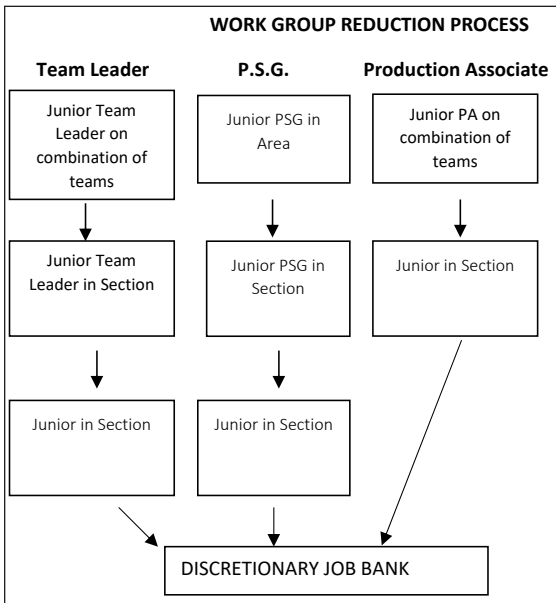 WORK GROUP REDUCTION PROCESS
Team Leader
P.S.G.
Production Associate
Junior Team
Leader on
combination of
teams
Junior PSG in
Area
Junior PA on
combination of
teams
Junior Team
Leader in Section
Junior PSG in
Section
Junior in Section
Junior in Section
Junior in Section
DISCRETIONARY JOB BANK